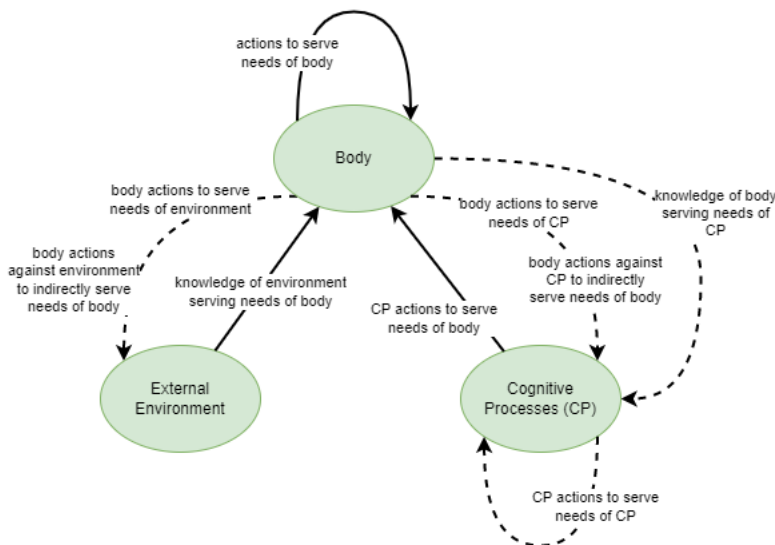 actions to serve
needs of body
Body
body actions to serve
needs of environment
body actions to serve
needs of CP
knowledge of body
serving needs of
CP
body actions
against environment
to indirectly serve
needs of body
body actions against
CP to indirectly
serve needs of body
knowledge of environment
serving needs of body
CP actions to serve
needs of body
External
Environment
Cognitive
Processes (CP)
CP actions to serve
needs of CP